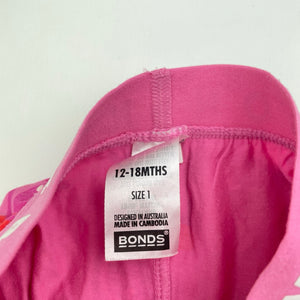 12-18MTHS
SIZE 1
DESIGNED IN AUSTRALIA
MADE IN CAMBODIA
BONDS